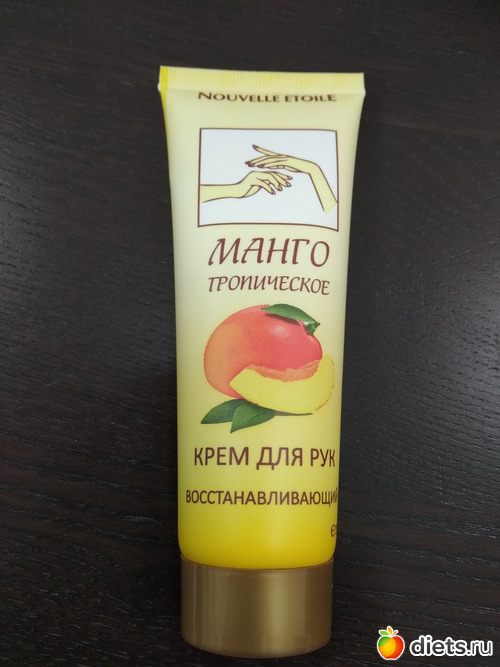 NOUVELLE ETOILE
МАНГО
ТРОПИЧЕСКОЕ
КРЕМ ДЛЯ РУК
ВОССТАНАВЛИВАЮЩИЙ
e
diets.ru